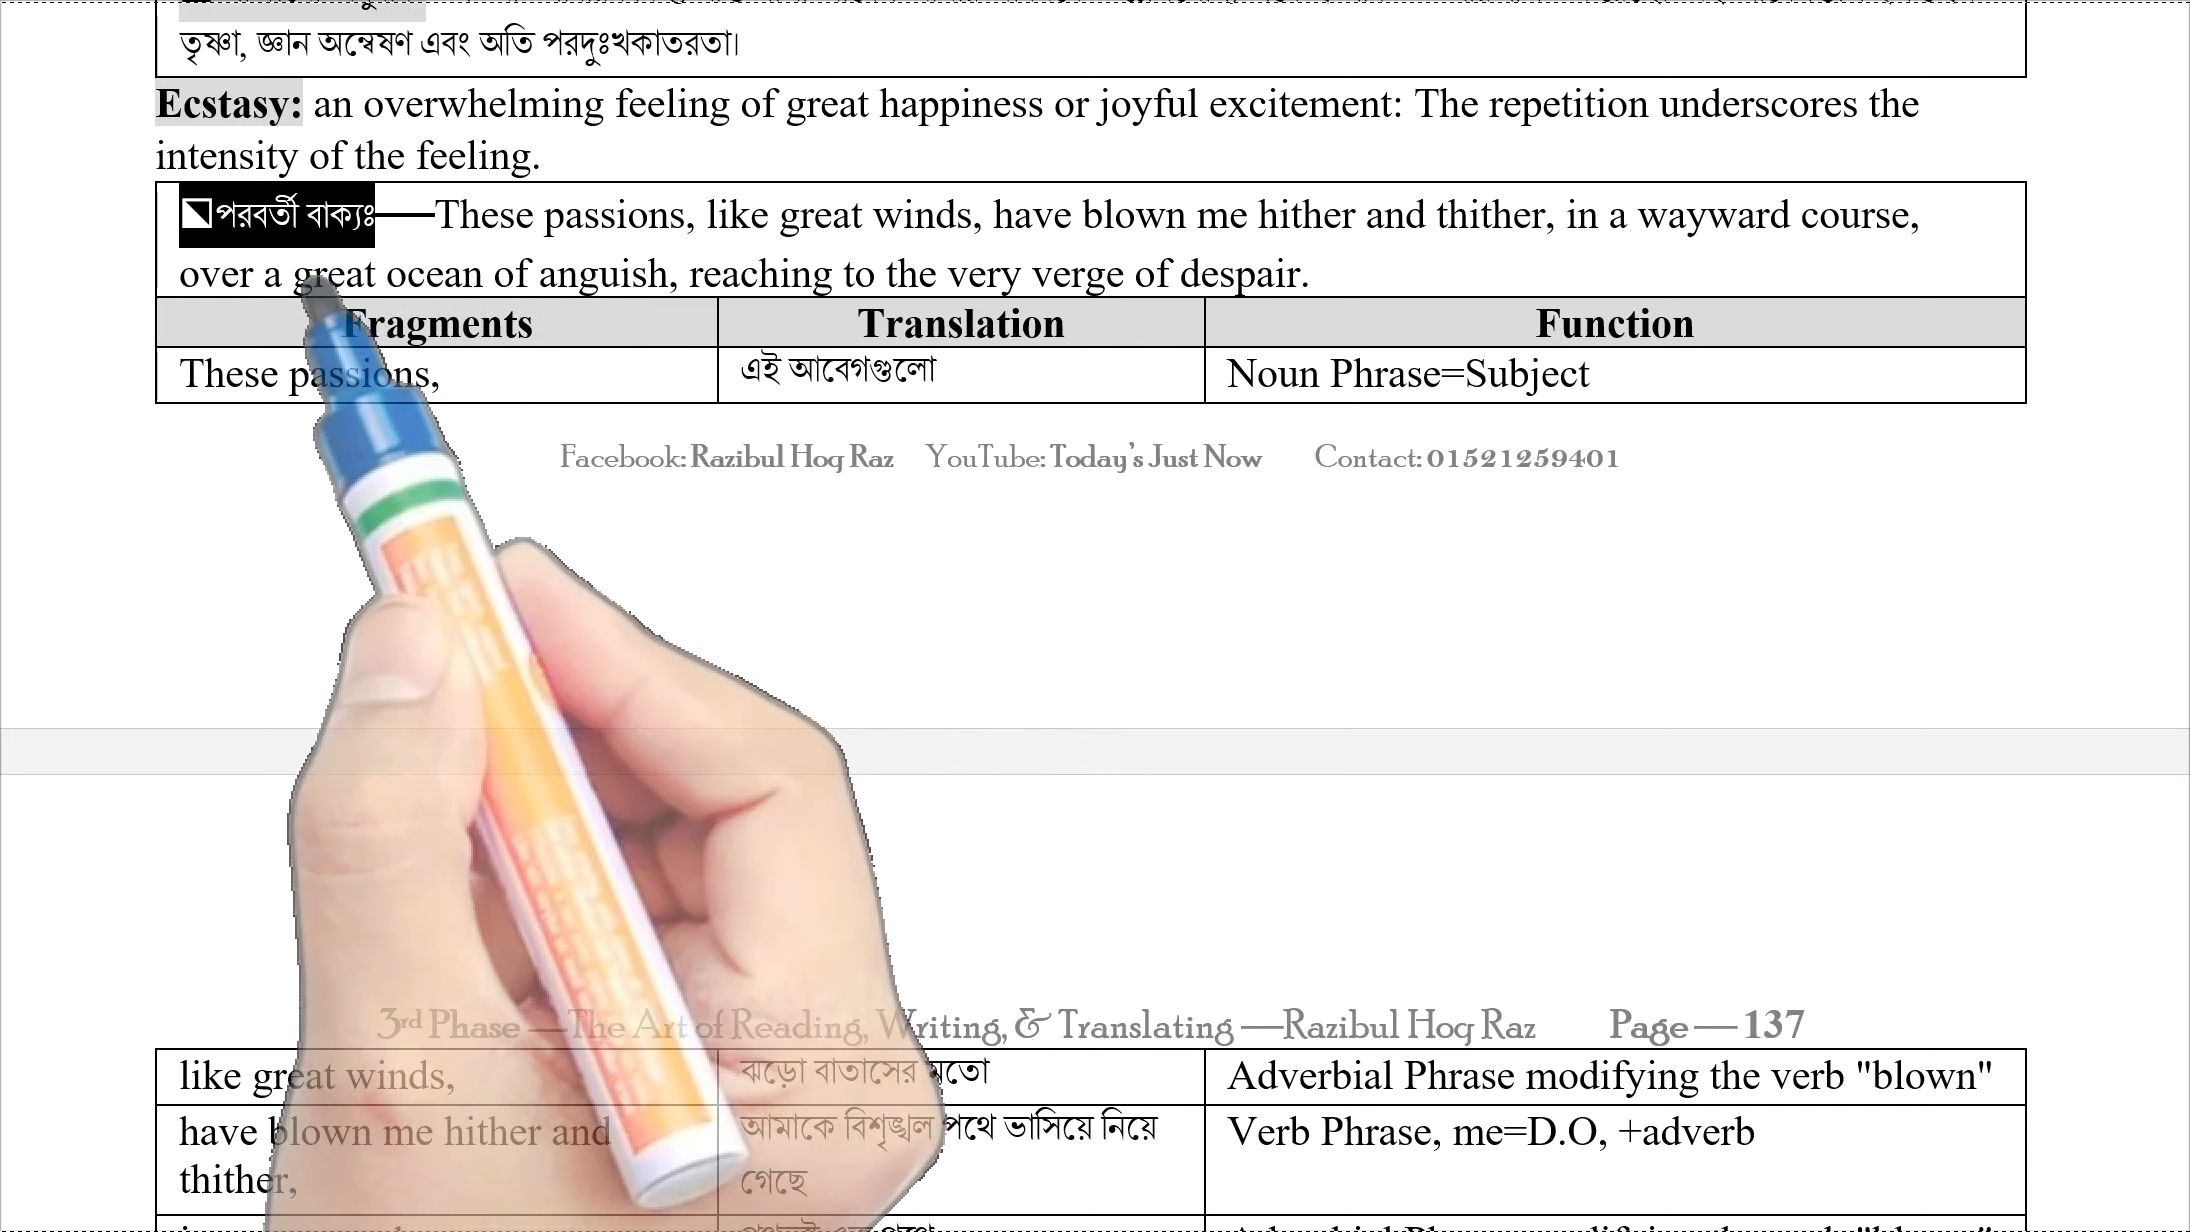 তৃষ্ণা, জ্ঞান অন্বেষণ এবং অতি পরদুঃখকাতরতা।
Ecstasy: an overwhelming feeling of great happiness or joyful excitement: The repetition underscores the
intensity of the feeling.
পরবর্তী বাক্যঃ—These passions, like great winds, have blown me hither and thither, in a wayward course,
over a great ocean of anguish, reaching to the very verge of despair.
Fragments Translation Function
These passions, এই আবেগগুলো Noun Phrase=Subject
Facebook: Razibul Hoq Raz YouTube: Today's Just Now Contact: 01521259401
3rd Phase —The Art of Reading, Writing, & Translating —Razibul Hoq Raz Page — 137
like great winds, ঝড়ো বাতাসের মতো Adverbial Phrase modifying the verb "blown"
have blown me hither and আমাকে বিশৃঙ্খল পথে ভাসিয়ে নিয়ে Verb Phrase, me=D.O, +adverb
thither, গেছে